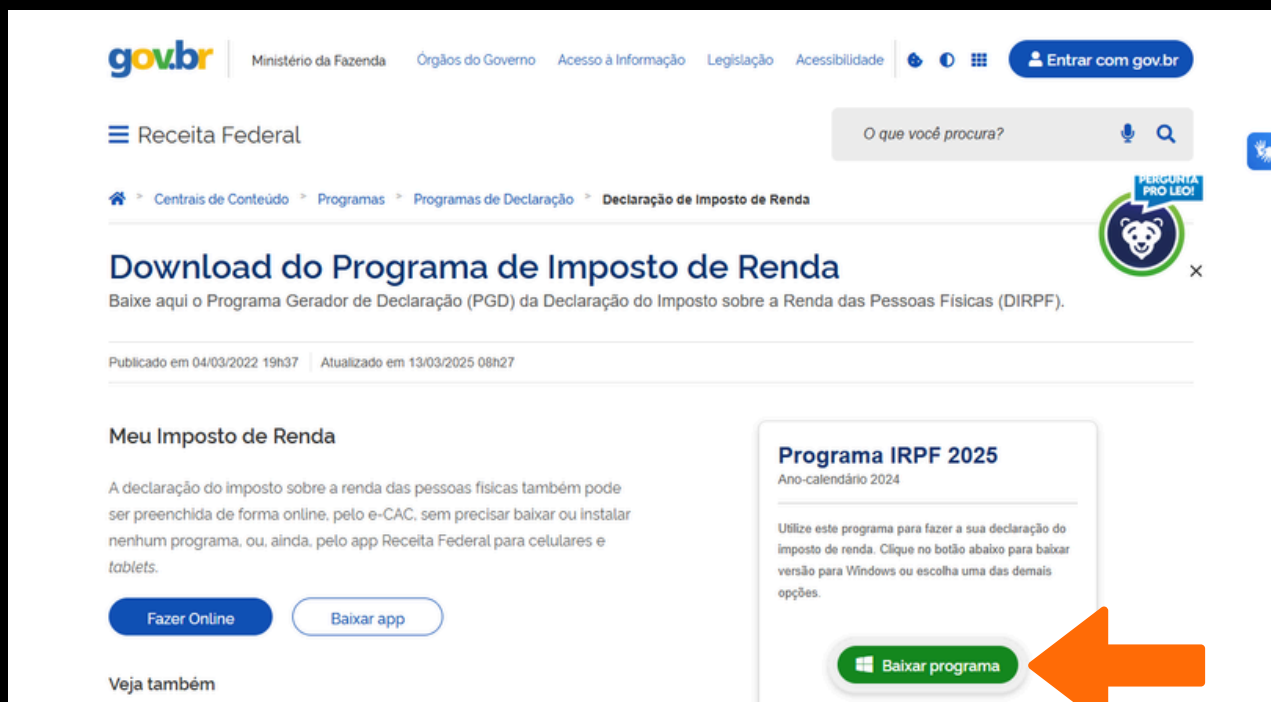 gov.br
Ministério da Fazenda
Órgãos do Governo
Acesso à Informação
Legislação
Acessibilidade
Entrar com gov.br
Receita Federal
O que você procura?
PERGUNTA
PRO LEO!
> Centrais de Conteúdo > Programas > Programas de Declaração > Declaração de Imposto de Renda
Download do Programa de Imposto de Renda
Baixe aqui o Programa Gerador de Declaração (PGD) da Declaração do Imposto sobre a Renda das Pessoas Físicas (DIRPF).
Publicado em 04/03/2022 19h37
Atualizado em 13/03/2025 08h27
Meu Imposto de Renda
A declaração do imposto sobre a renda das pessoas físicas também pode
ser preenchida de forma online, pelo e-CAC, sem precisar baixar ou instalar
nenhum programa, ou, ainda, pelo app Receita Federal para celulares e
tablets.
Fazer Online
Baixar app
Veja também
Programa IRPF 2025
Ano-calendário 2024
Utilize este programa para fazer a sua declaração do
imposto de renda. Clique no botão abaixo para baixar
versão para Windows ou escolha uma das demais
opções.
Baixar programa